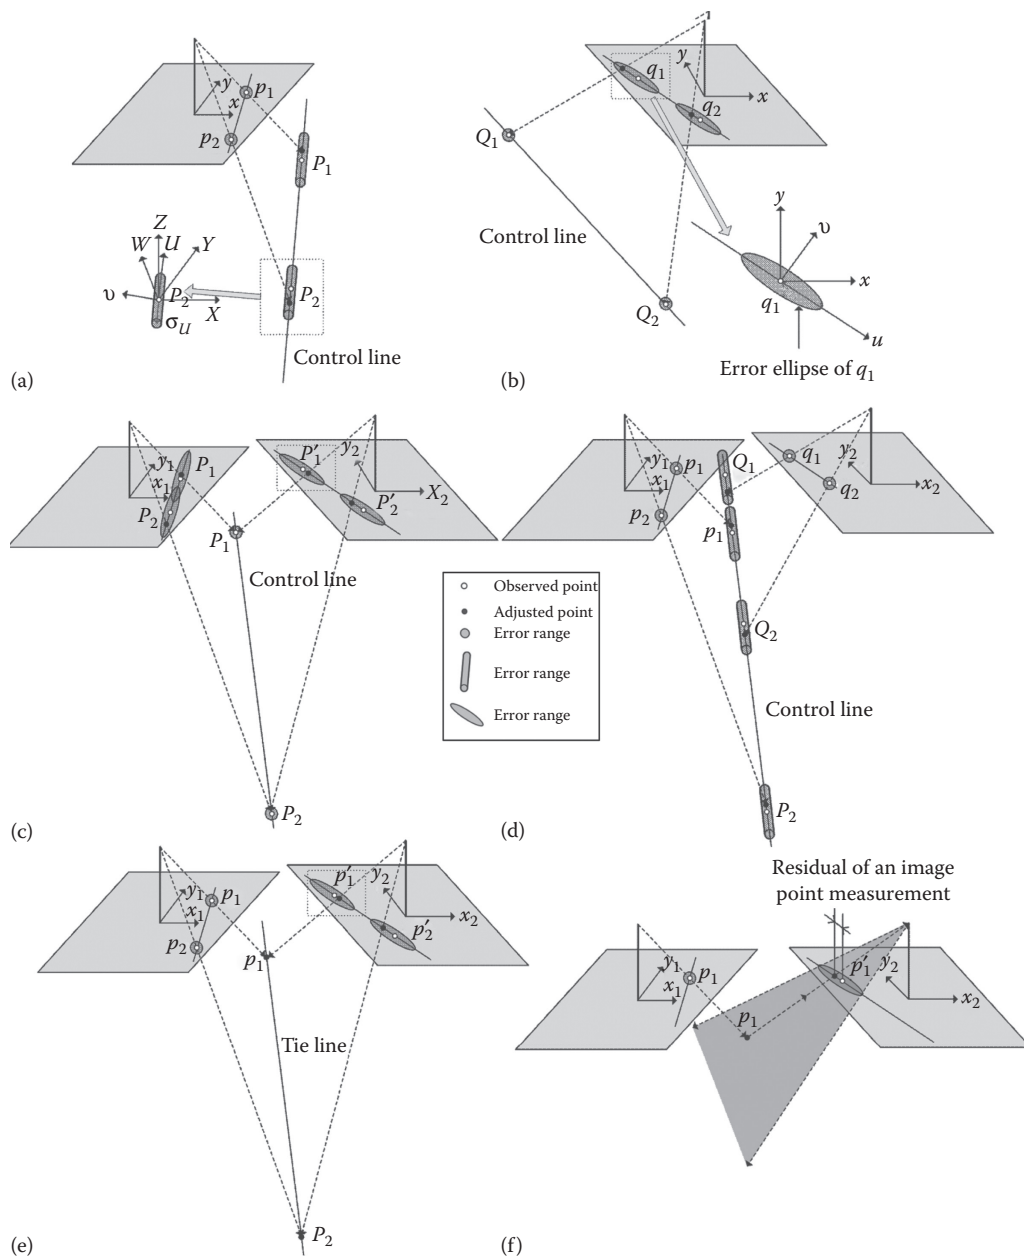 y
p₁
x
p₂
P₁
Z
W
U
Y
υ
P₂
X
σ_U
P₂
Control line
(a)
y
q₁
q₂
x
Q₁
Control line
Q₂
y
υ
x
q₁
u
Error ellipse of q₁
(b)
y₁
P₁
x₁
P₂
P₁′
y₂
X₂
P₂′
P₁
Control line
P₂
(c)
y₁
p₁
x₁
p₂
Q₁
q₁
y₂
q₂
x₂
p₁
Q₂
Control line
P₂
(d)
Observed point
Adjusted point
Error range
Error range
Error range
y₁
p₁
x₁
p₂
p₁′
y₂
x₂
p₂′
p₁
Tie line
P₂
(e)
Residual of an image
point measurement
y₁
p₁
x₁
p₁′
y₂
x₂
p₁
(f)